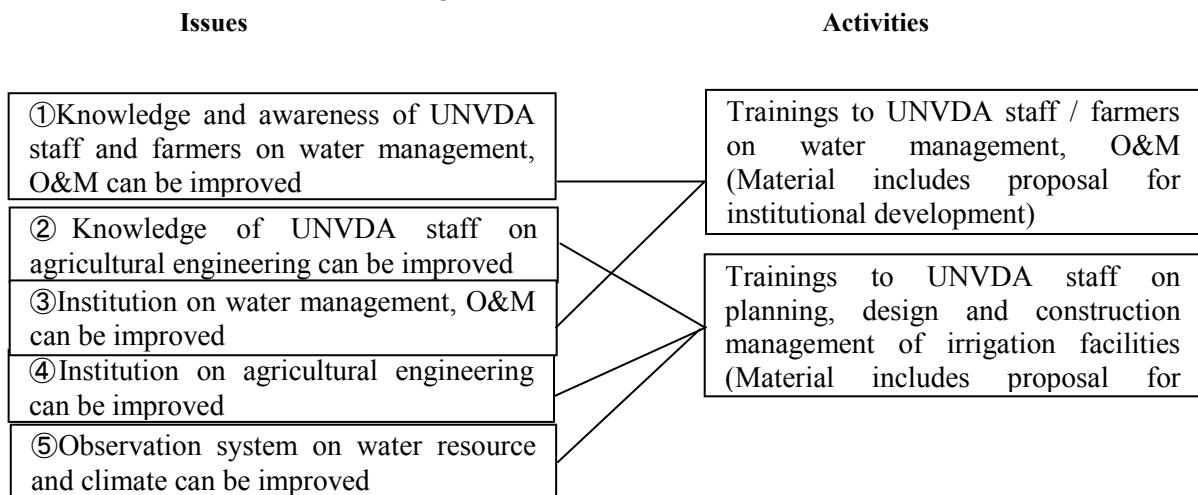 Issues
Activities
①Knowledge and awareness of UNVDA
staff and farmers on water management,
O&M can be improved
② Knowledge of UNVDA staff on
agricultural engineering can be improved
③Institution on water management, O&M
can be improved
④Institution on agricultural engineering
can be improved
⑤Observation system on water resource
and climate can be improved
Trainings to UNVDA staff / farmers
on water management, O&M
(Material includes proposal for
institutional development)
Trainings to UNVDA staff on
planning, design and construction
management of irrigation facilities
(Material includes proposal for